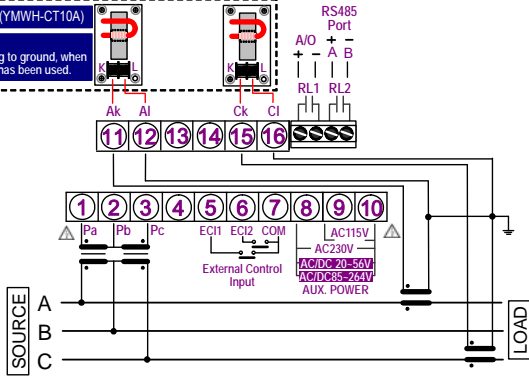 (YMWH-CT10A)
g to ground, when
has been used.
K L
K L
RS485
Port
A/O + −
+ − A B
RL1 RL2
Ak Al Ck Cl
11 12 13 14 15 16
1 2 3 4 5 6 7 8 9 10
Pa Pb Pc ECI1 ECI2 COM
AC115V
AC230V
AC/DC 20~56V
AC/DC85~264V
AUX. POWER
External Control
Input
SOURCE
A
B
C
LOAD